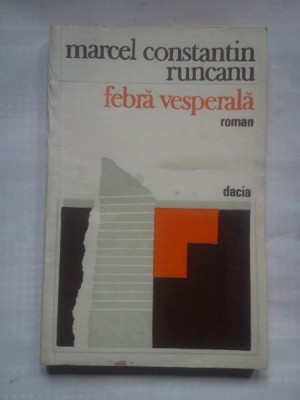 marcel constantin
runcanu
febră vesperală
roman
dacia